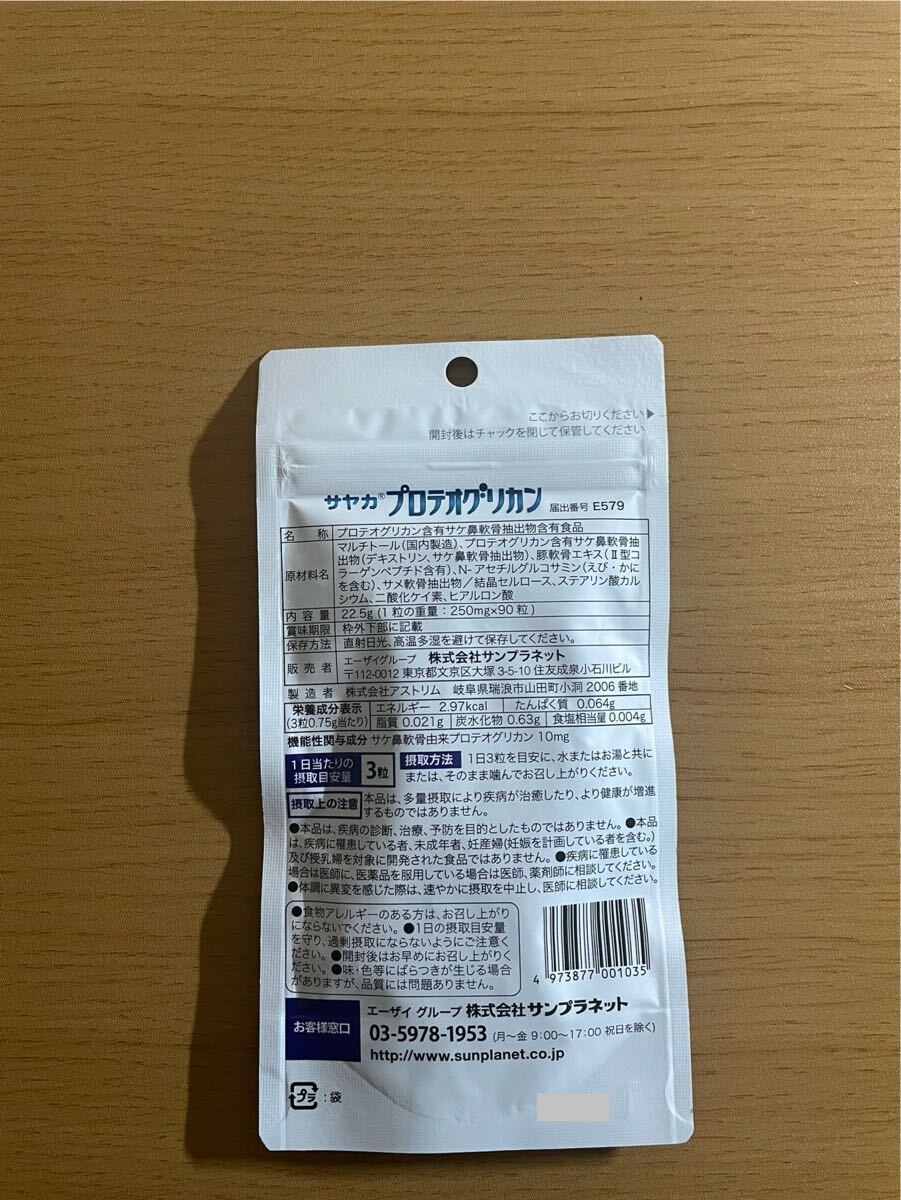 ここからお切りください▶
開封後はチャックを閉じて保管してください
サヤカ®プロテオグリカン 届出番号 E579
名称 プロテオグリカン含有サケ鼻軟骨抽出物含有食品
原材料名 マルチトール(国内製造)、プロテオグリカン含有サケ鼻軟骨抽
出物(デキストリン、サケ鼻軟骨抽出物)、豚軟骨エキス(Ⅱ型コ
ラーゲンペプチド含有)、N-アセチルグルコサミン(えび・かに
を含む)、サメ軟骨抽出物/結晶セルロース、ステアリン酸カル
シウム、二酸化ケイ素、ヒアルロン酸
内容量 22.5g(1粒の重量:250mg×90粒)
賞味期限 枠外下部に記載
保存方法 直射日光、高温多湿を避けて保存してください。
販売者 エーザイグループ 株式会社サンプラネット
〒112-0012 東京都文京区大塚3-5-10 住友成泉小石川ビル
製造者 株式会社アストリム 岐阜県瑞浪市山田町小洞2006番地
栄養成分表示 エネルギー 2.97kcal たんぱく質 0.064g
(3粒0.75g当たり) 脂質 0.021g 炭水化物 0.63g 食塩相当量 0.004g
機能性関与成分 サケ鼻軟骨由来プロテオグリカン 10mg
1日当たりの
摂取目安量 3粒
摂取方法 1日3粒を目安に、水またはお湯と共に
または、そのまま噛んでお召し上がりください。
摂取上の注意 本品は、多量摂取により疾病が治癒したり、より健康が増進
するものではありません。
●本品は、疾病の診断、治療、予防を目的としたものではありません。●本品
は、疾病に罹患している者、未成年者、妊産婦(妊娠を計画している者を含む。)
及び授乳婦を対象に開発された食品ではありません。●疾病に罹患している
場合は医師に、医薬品を服用している場合は医師、薬剤師に相談してください。
●体調に異変を感じた際は、速やかに摂取を中止し、医師に相談してください。
●食物アレルギーのある方は、お召し上がり
にならないでください。●1日の摂取目安量
を守り、過剰摂取にならないようにご注意く
ださい。●開封後はお早めにお召し上がりく
ださい。●味・色等にばらつきが生じる場合
がありますが、品質には問題ありません。
4 973877 001035
お客様窓口
エーザイ グループ 株式会社サンプラネット
03-5978-1953 (月~金 9:00~17:00 祝日を除く)
http://www.sunplanet.co.jp
プラ :袋